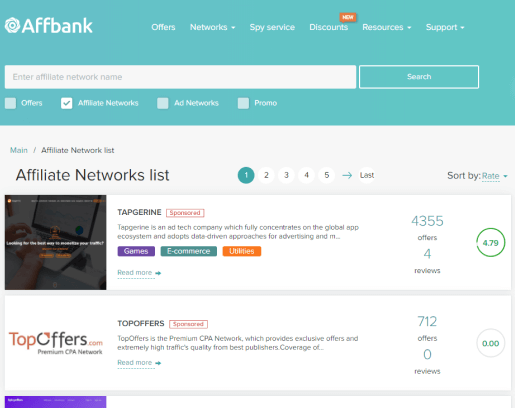 Affbank
Offers Networks Spy service Discounts NEW Resources Support
Enter affiliate network name Search
Offers Affiliate Networks Ad Networks Promo
Main / Affiliate Network list
Affiliate Networks list 1 2 3 4 5 Last Sort by: Rate
Looking for the best way to monetize your traffic?
TAPGERINE Sponsored
Tapgerine is an ad tech company which fully concentrates on the global app
ecosystem and adopts data-driven approaches for advertising and m...
Games E-commerce Utilities
Read more
4355
offers
4
reviews
4.79
TopOffers.com
Premium CPA Network
TOPOFFERS Sponsored
TopOffers is the Premium CPA Network, which provides exclusive offers and
extremely high traffic's quality from best publishers.Coverage of...
Read more
712
offers
0
reviews
0.00